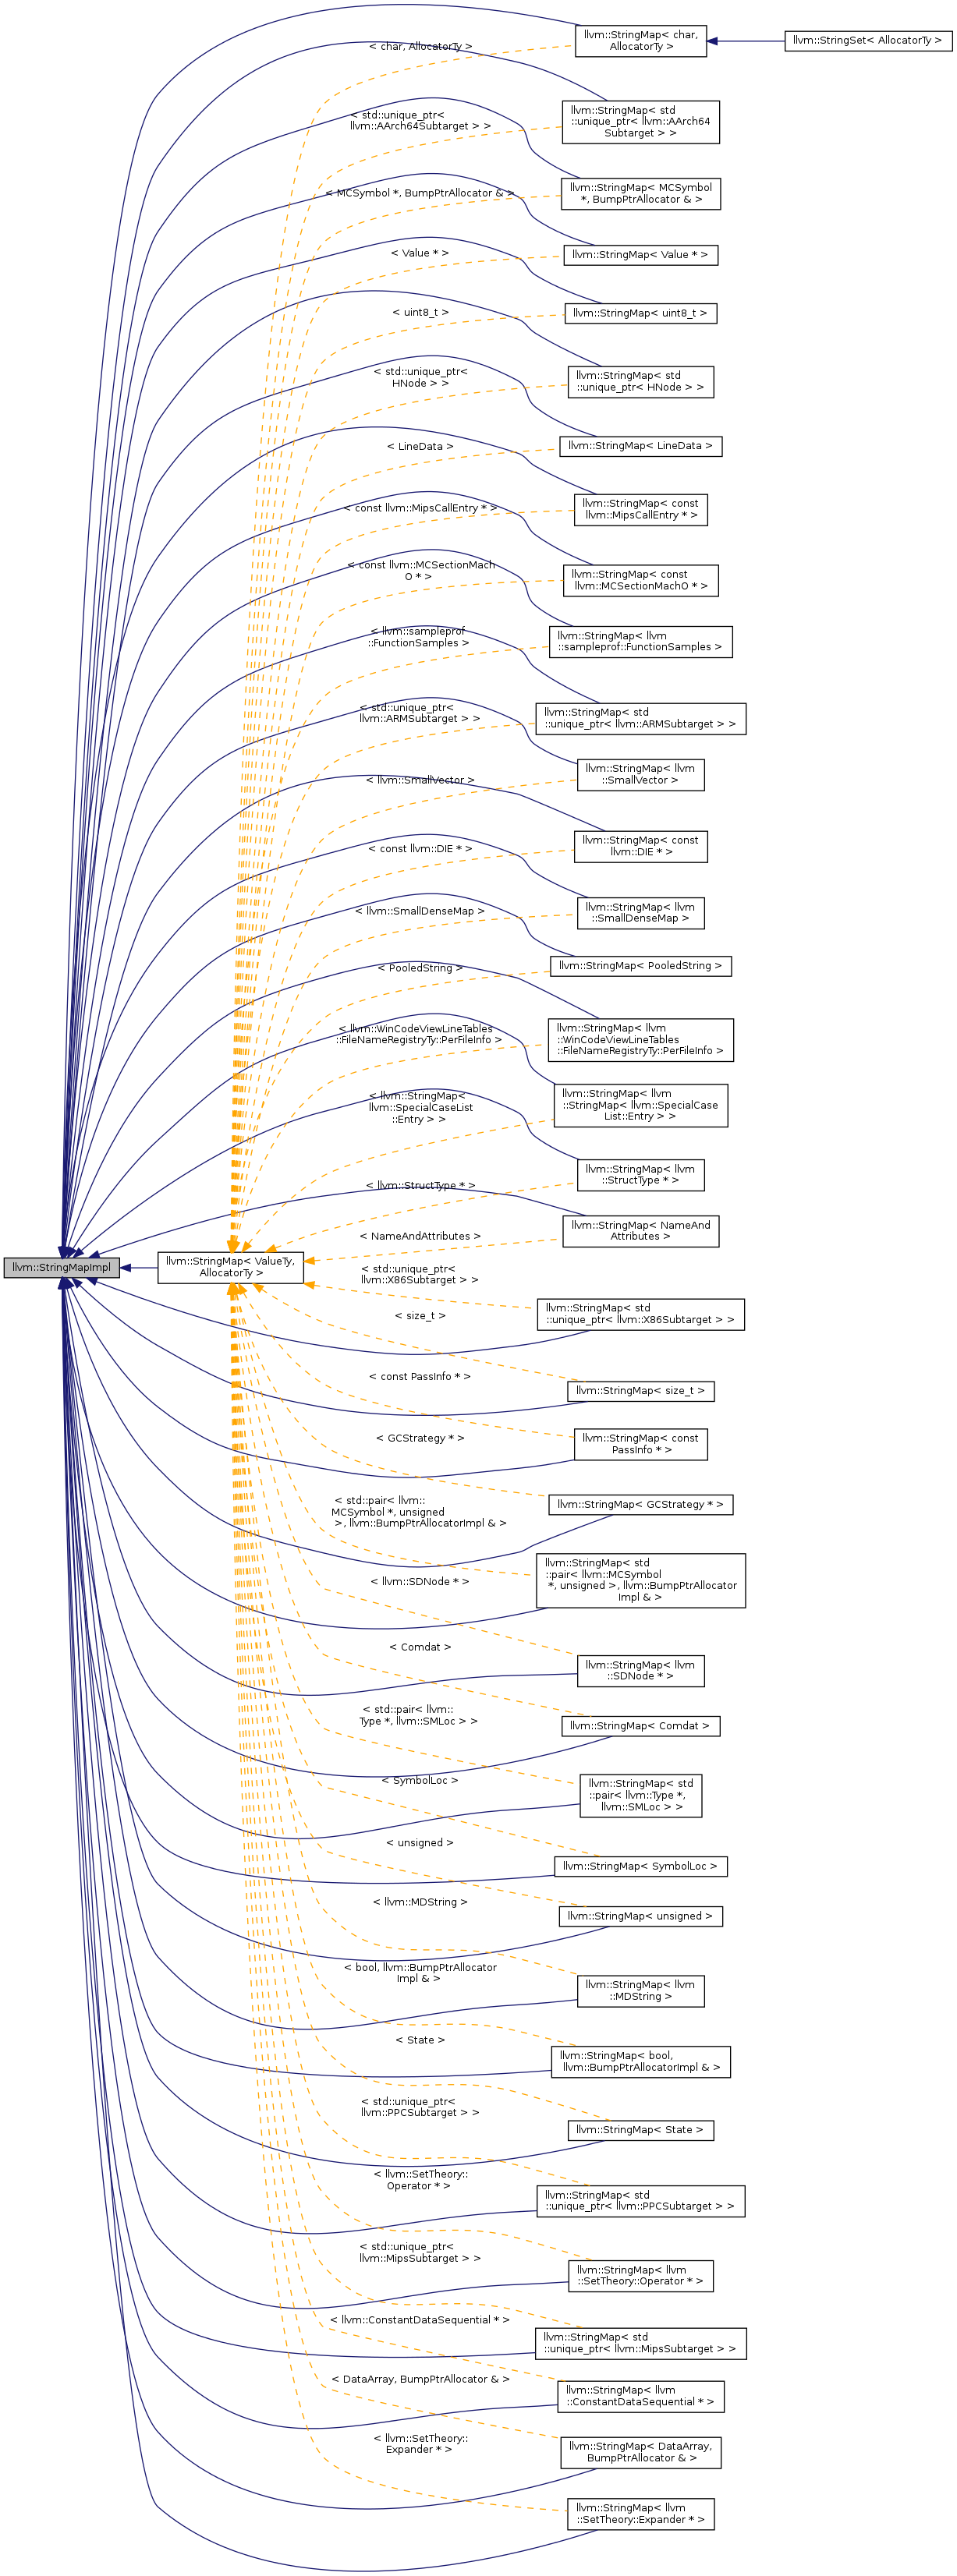 llvm::StringMap< char,
AllocatorTy >
llvm::StringSet< AllocatorTy >
< char, AllocatorTy >
llvm::StringMap< std
::unique_ptr< llvm::AArch64
Subtarget > >
< std::unique_ptr<
llvm::AArch64Subtarget > >
llvm::StringMap< MCSymbol
*, BumpPtrAllocator & >
< MCSymbol *, BumpPtrAllocator & >
llvm::StringMap< Value * >
< Value * >
llvm::StringMap< uint8_t >
< uint8_t >
llvm::StringMap< std
::unique_ptr< HNode > >
< std::unique_ptr<
HNode > >
llvm::StringMap< LineData >
< LineData >
llvm::StringMap< const
llvm::MipsCallEntry * >
< const llvm::MipsCallEntry * >
llvm::StringMap< const
llvm::MCSectionMachO * >
< const llvm::MCSectionMach
O * >
llvm::StringMap< llvm
::sampleprof::FunctionSamples >
< llvm::sampleprof
::FunctionSamples >
llvm::StringMap< std
::unique_ptr< llvm::ARMSubtarget > >
< std::unique_ptr<
llvm::ARMSubtarget > >
llvm::StringMap< llvm
::SmallVector >
< llvm::SmallVector >
llvm::StringMap< const
llvm::DIE * >
< const llvm::DIE * >
llvm::StringMap< llvm
::SmallDenseMap >
< llvm::SmallDenseMap >
llvm::StringMap< PooledString >
< PooledString >
llvm::StringMap< llvm
::WinCodeViewLineTables
::FileNameRegistryTy::PerFileInfo >
< llvm::WinCodeViewLineTables
::FileNameRegistryTy::PerFileInfo >
llvm::StringMap< llvm
::StringMap< llvm::SpecialCase
List::Entry > >
< llvm::StringMap<
llvm::SpecialCaseList
::Entry > >
llvm::StringMap< llvm
::StructType * >
< llvm::StructType * >
llvm::StringMap< NameAnd
Attributes >
< NameAndAttributes >
llvm::StringMapImpl
llvm::StringMap< ValueTy,
AllocatorTy >
< std::unique_ptr<
llvm::X86Subtarget > >
llvm::StringMap< std
::unique_ptr< llvm::X86Subtarget > >
< size_t >
llvm::StringMap< size_t >
< const PassInfo * >
llvm::StringMap< const
PassInfo * >
< GCStrategy * >
llvm::StringMap< GCStrategy * >
< std::pair< llvm::
MCSymbol *, unsigned
>, llvm::BumpPtrAllocatorImpl & >
llvm::StringMap< std
::pair< llvm::MCSymbol
*, unsigned >, llvm::BumpPtrAllocator
Impl & >
< llvm::SDNode * >
llvm::StringMap< llvm
::SDNode * >
< Comdat >
llvm::StringMap< Comdat >
< std::pair< llvm::
Type *, llvm::SMLoc > >
llvm::StringMap< std
::pair< llvm::Type *,
llvm::SMLoc > >
< SymbolLoc >
llvm::StringMap< SymbolLoc >
< unsigned >
llvm::StringMap< unsigned >
< llvm::MDString >
llvm::StringMap< llvm
::MDString >
< bool, llvm::BumpPtrAllocator
Impl & >
llvm::StringMap< bool,
llvm::BumpPtrAllocatorImpl & >
< State >
llvm::StringMap< State >
< std::unique_ptr<
llvm::PPCSubtarget > >
llvm::StringMap< std
::unique_ptr< llvm::PPCSubtarget > >
< llvm::SetTheory::
Operator * >
llvm::StringMap< llvm
::SetTheory::Operator * >
< std::unique_ptr<
llvm::MipsSubtarget > >
llvm::StringMap< std
::unique_ptr< llvm::MipsSubtarget > >
< llvm::ConstantDataSequential * >
llvm::StringMap< llvm
::ConstantDataSequential * >
< DataArray, BumpPtrAllocator & >
llvm::StringMap< DataArray,
BumpPtrAllocator & >
< llvm::SetTheory::
Expander * >
llvm::StringMap< llvm
::SetTheory::Expander * >